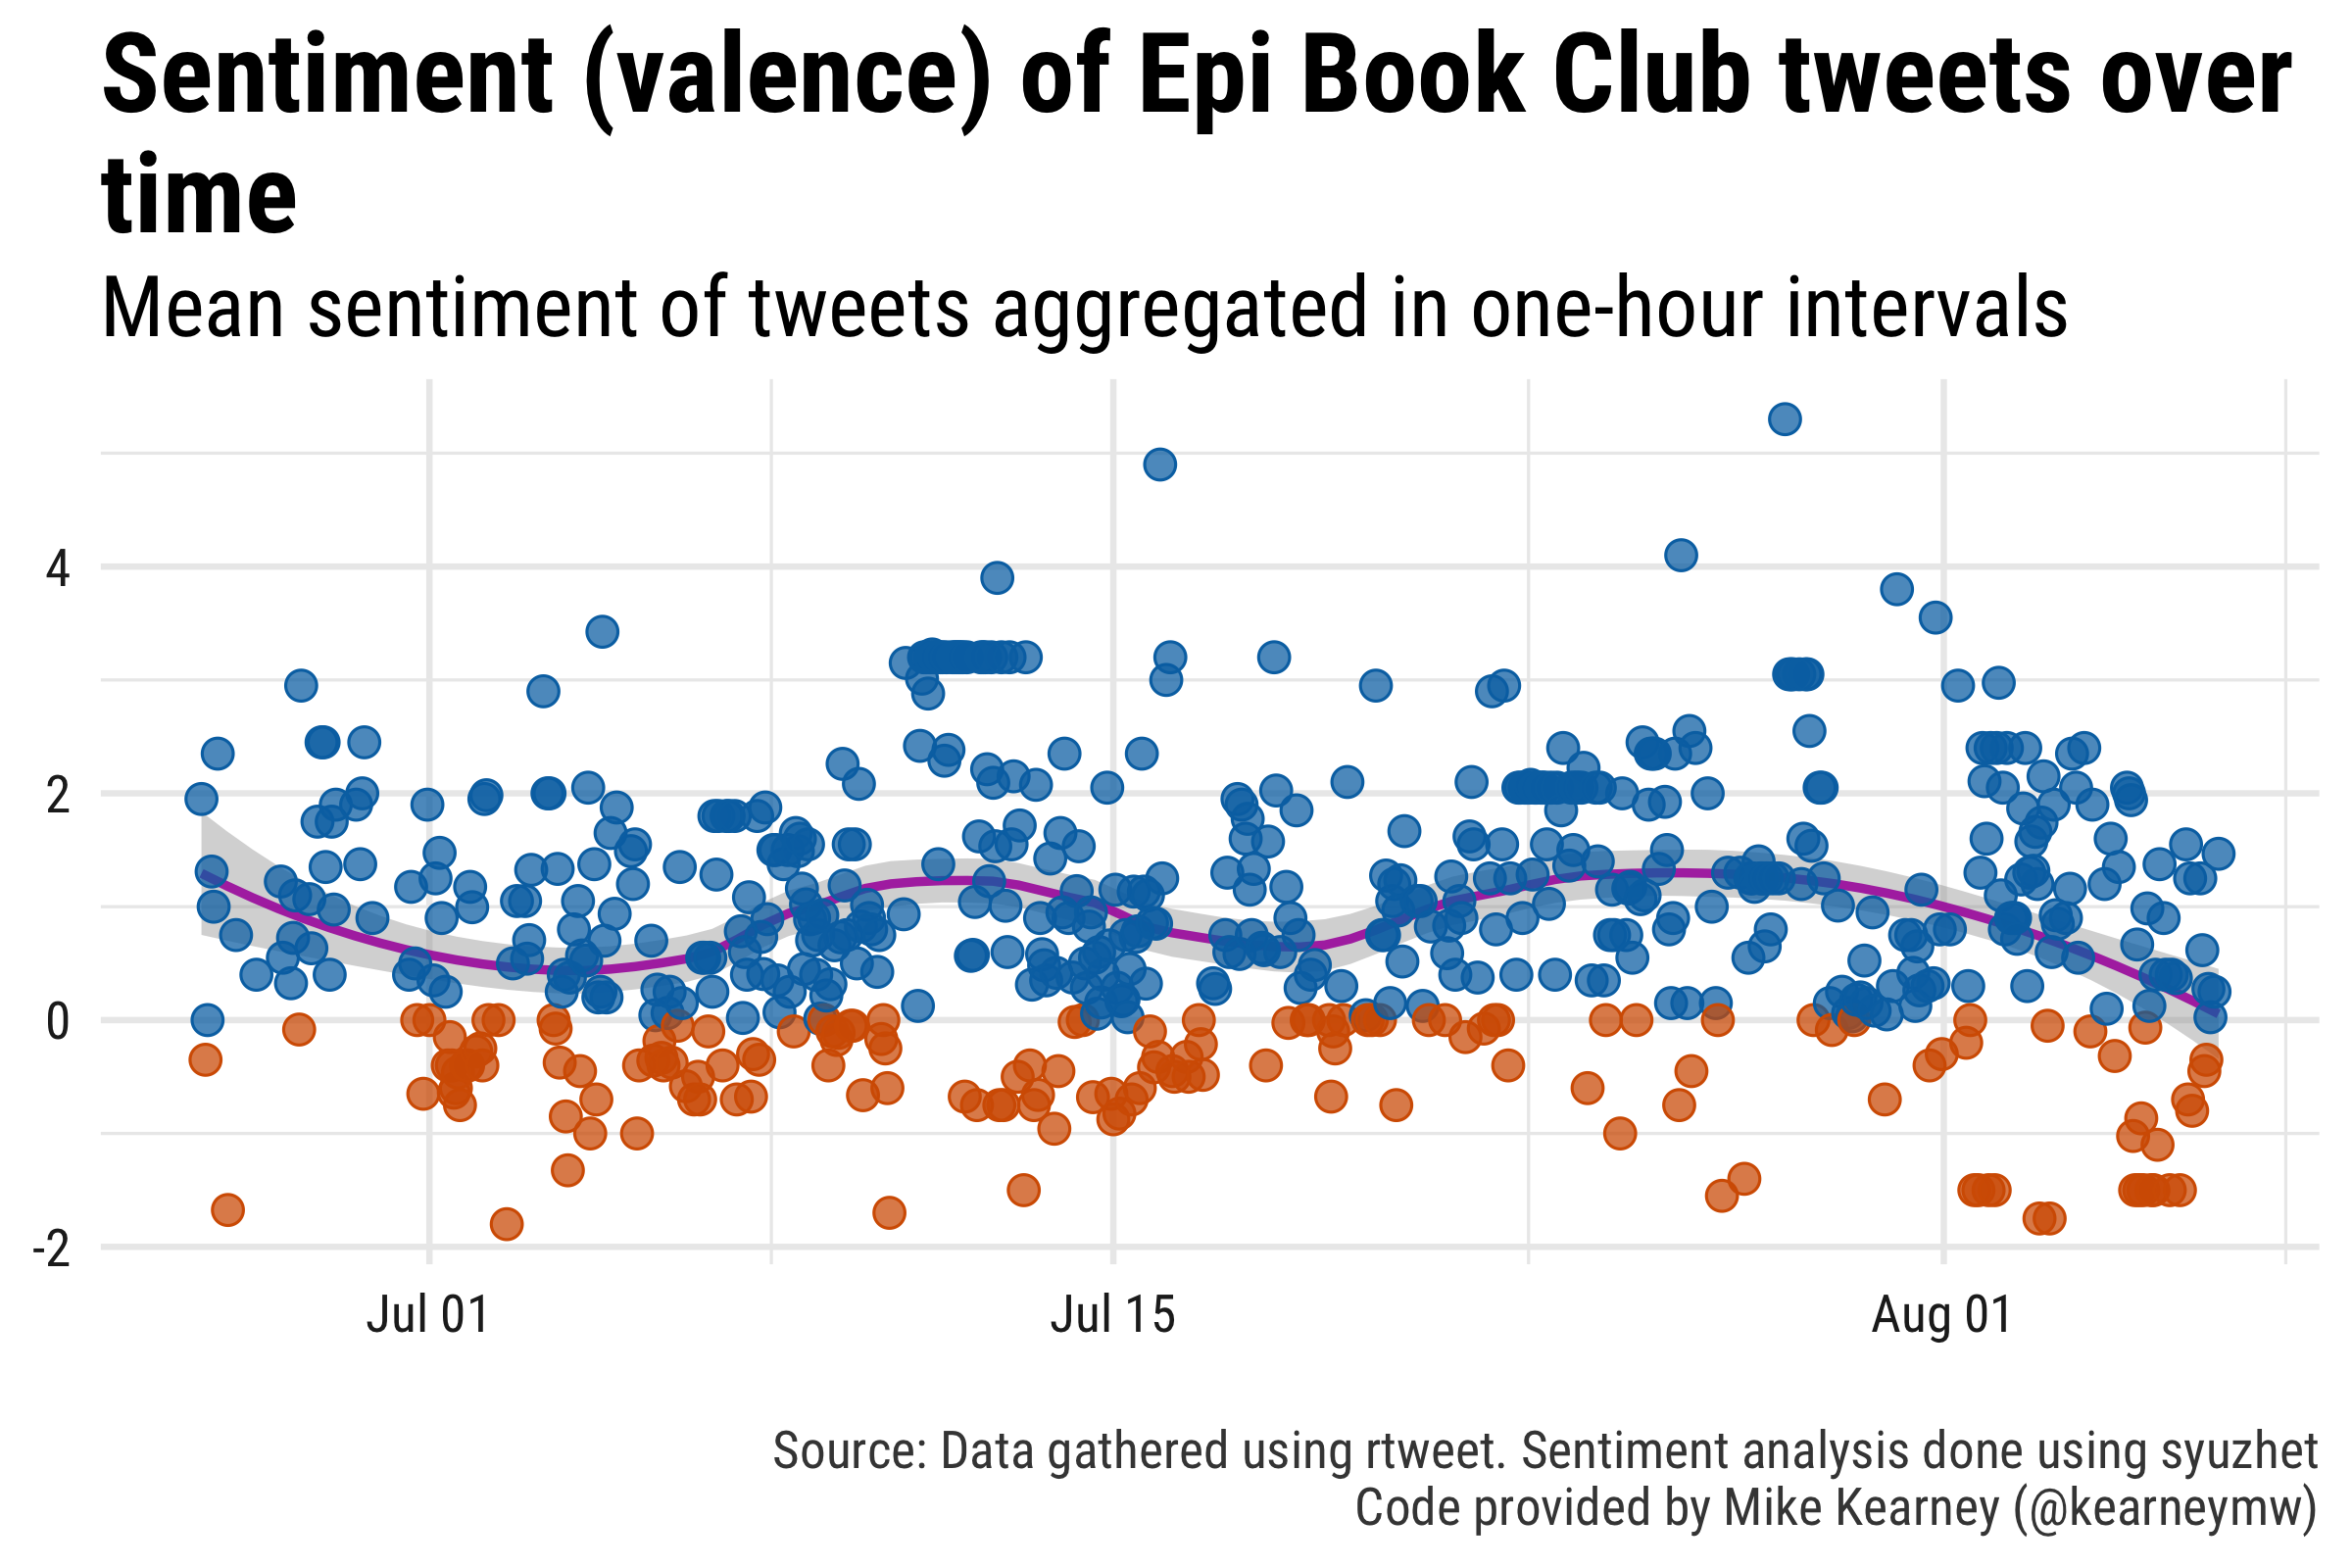 Sentiment (valence) of Epi Book Club tweets over
time
Mean sentiment of tweets aggregated in one-hour intervals
4
2
0
-2
Jul 01
Jul 15
Aug 01
Source: Data gathered using rtweet. Sentiment analysis done using syuzhet
Code provided by Mike Kearney (@kearneymw)